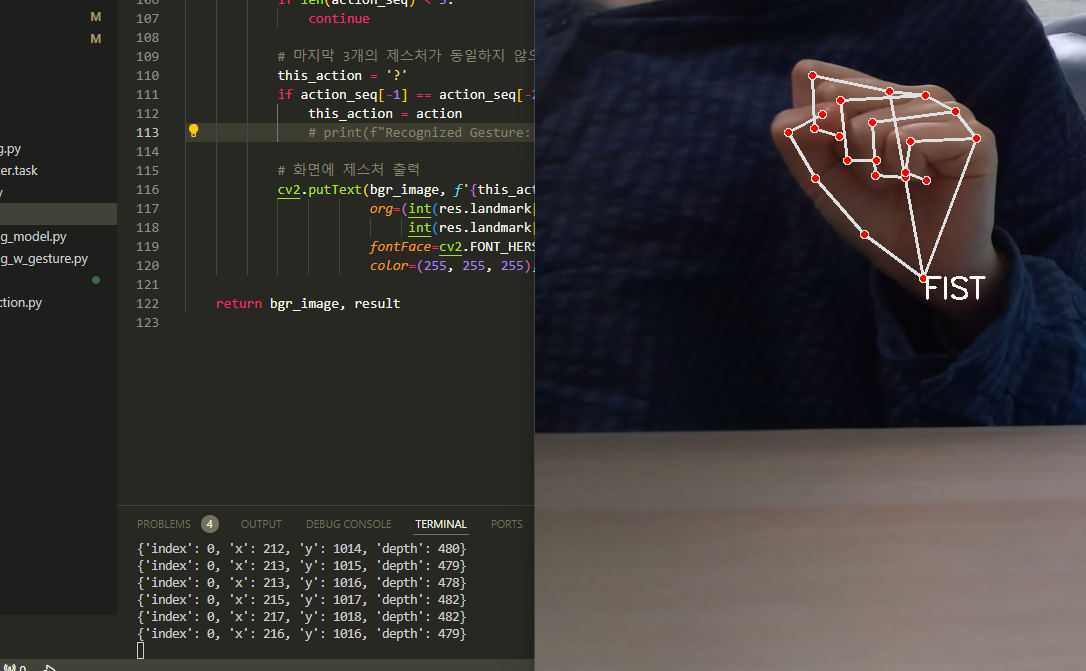 M
M
g.py
er.task
g_model.py
g_w_gesture.py
ction.py
106 if len(action_seq) < 3:
107 continue
108
109 # 마지막 3개의 제스처가 동일하지 않으
110 this_action = '?'
111 if action_seq[-1] == action_seq[-2
112 this_action = action
113 # print(f"Recognized Gesture:
114
115 # 화면에 제스처 출력
116 cv2.putText(bgr_image, f'{this_act
117 org=(int(res.landmark[
118 int(res.landmark[
119 fontFace=cv2.FONT_HERS
120 color=(255, 255, 255),
121
122 return bgr_image, result
123
FIST
PROBLEMS 4 OUTPUT DEBUG CONSOLE TERMINAL PORTS
{'index': 0, 'x': 212, 'y': 1014, 'depth': 480}
{'index': 0, 'x': 213, 'y': 1015, 'depth': 479}
{'index': 0, 'x': 213, 'y': 1016, 'depth': 478}
{'index': 0, 'x': 215, 'y': 1017, 'depth': 482}
{'index': 0, 'x': 217, 'y': 1018, 'depth': 482}
{'index': 0, 'x': 216, 'y': 1016, 'depth': 479}
0